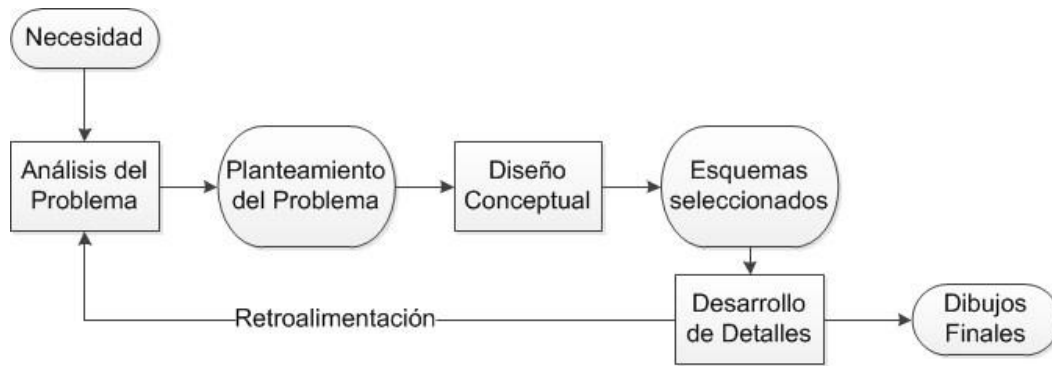 Necesidad
Análisis del
Problema
Planteamiento
del Problema
Diseño
Conceptual
Esquemas
seleccionados
Retroalimentación
Desarrollo
de Detalles
Dibujos
Finales